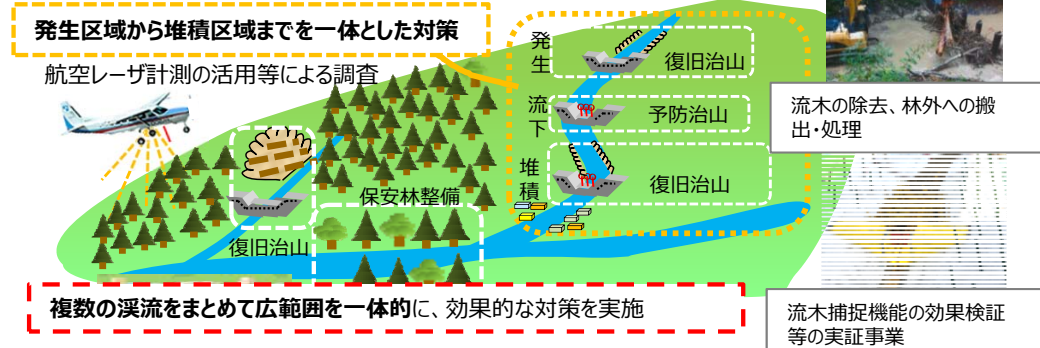 発生区域から堆積区域までを一体とした対策
航空レーザ計測の活用等による調査
発生
復旧治山
流下
予防治山
堆積
復旧治山
保安林整備
復旧治山
複数の渓流をまとめて広範囲を一体的に、効果的な対策を実施
流木の除去、林外への搬
出・処理
流木捕捉機能の効果検証
等の実証事業